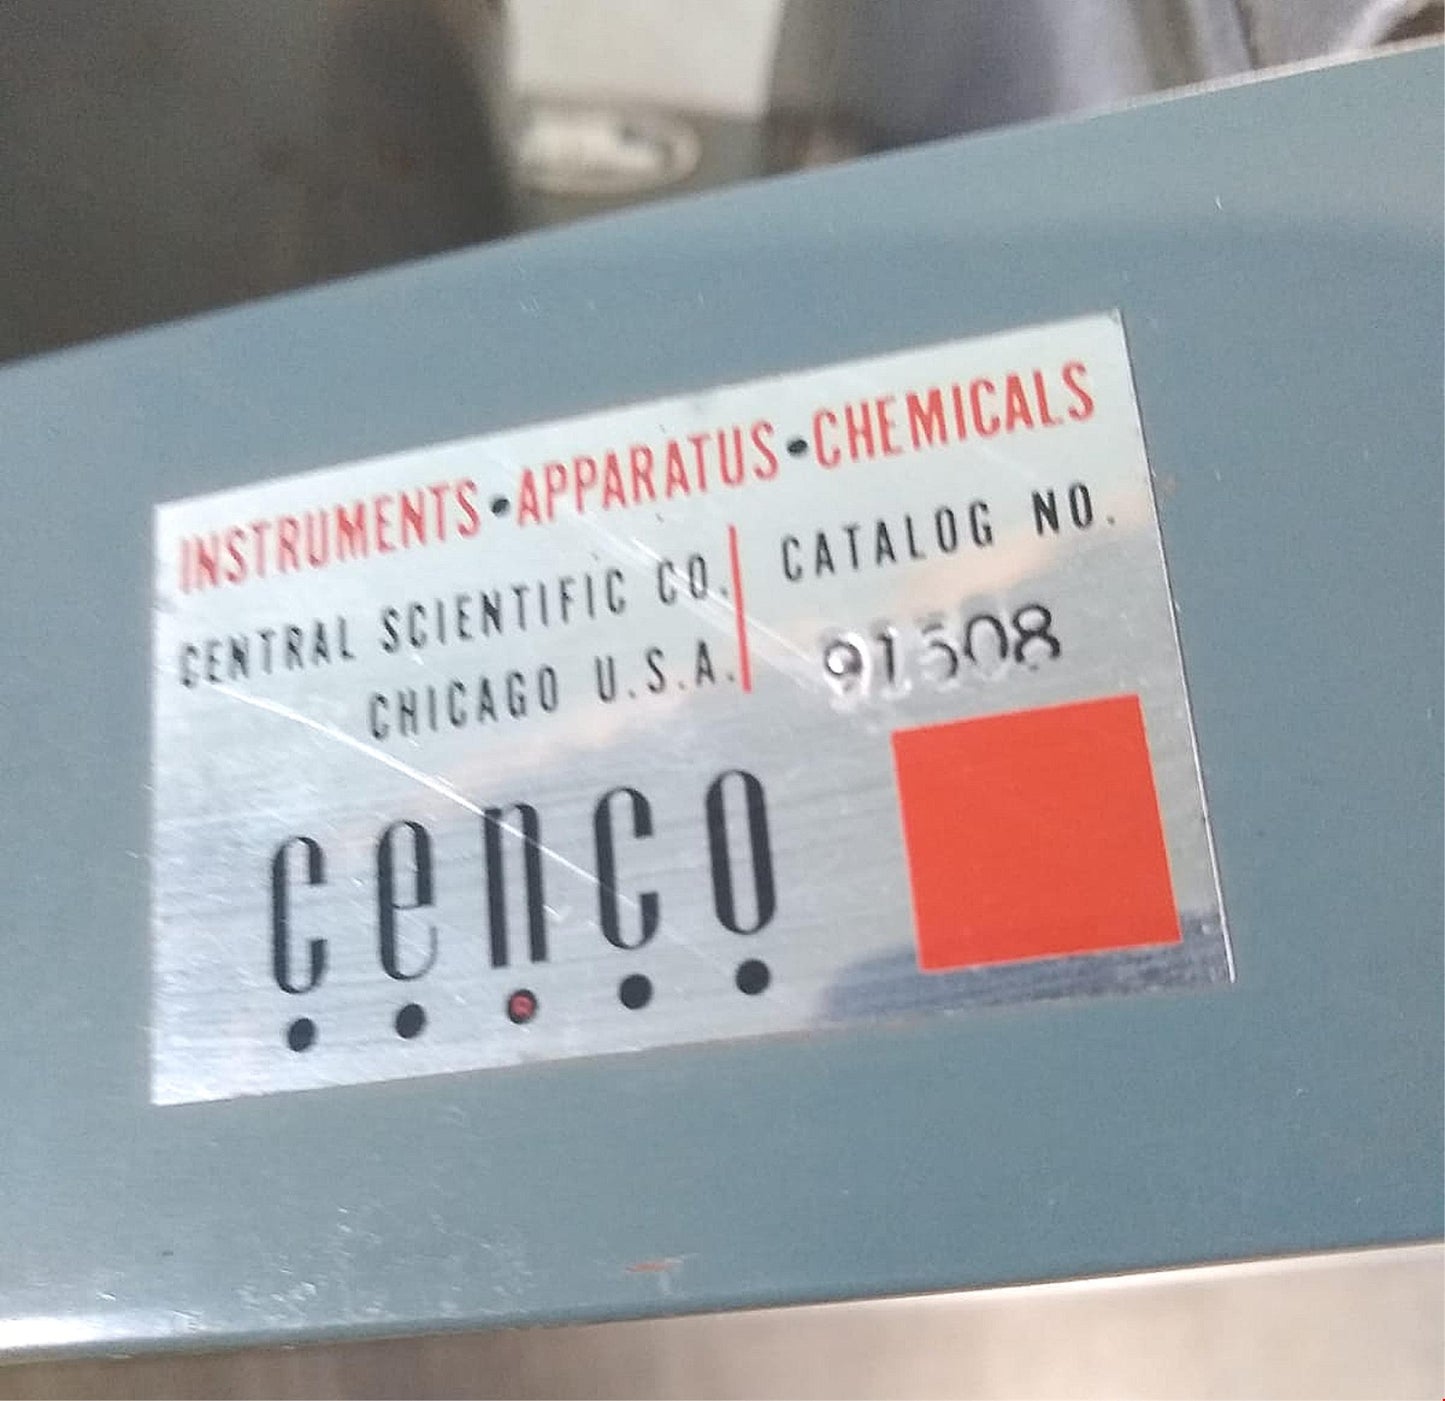 INSTRUMENTS•APPARATUS•CHEMICALS
CENTRAL SCIENTIFIC CO.
CHICAGO U.S.A.
CATALOG NO.
91508
cenco